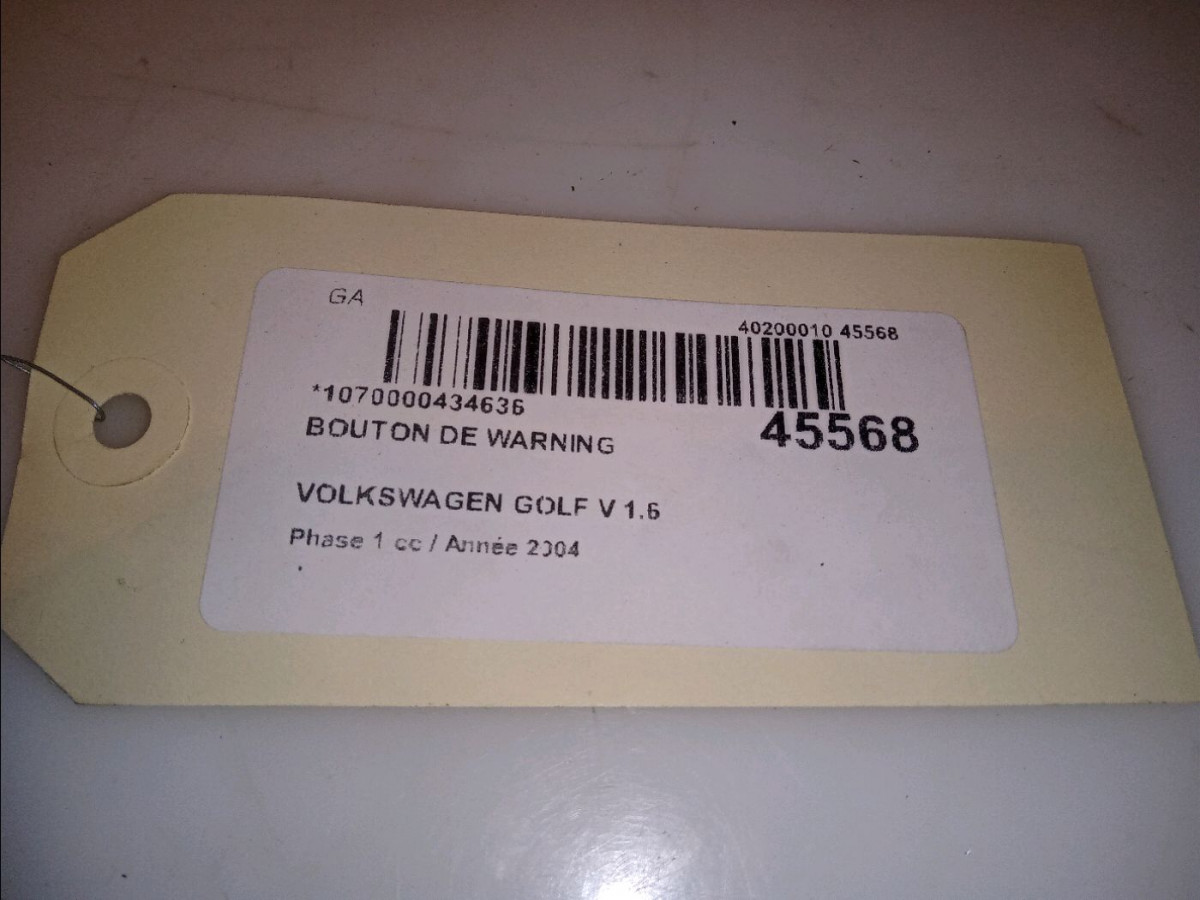 GA
40200010 45568
*1070000434636
45568
BOUTON DE WARNING
VOLKSWAGEN GOLF V 1.6
Phase 1 cc / Année 2004